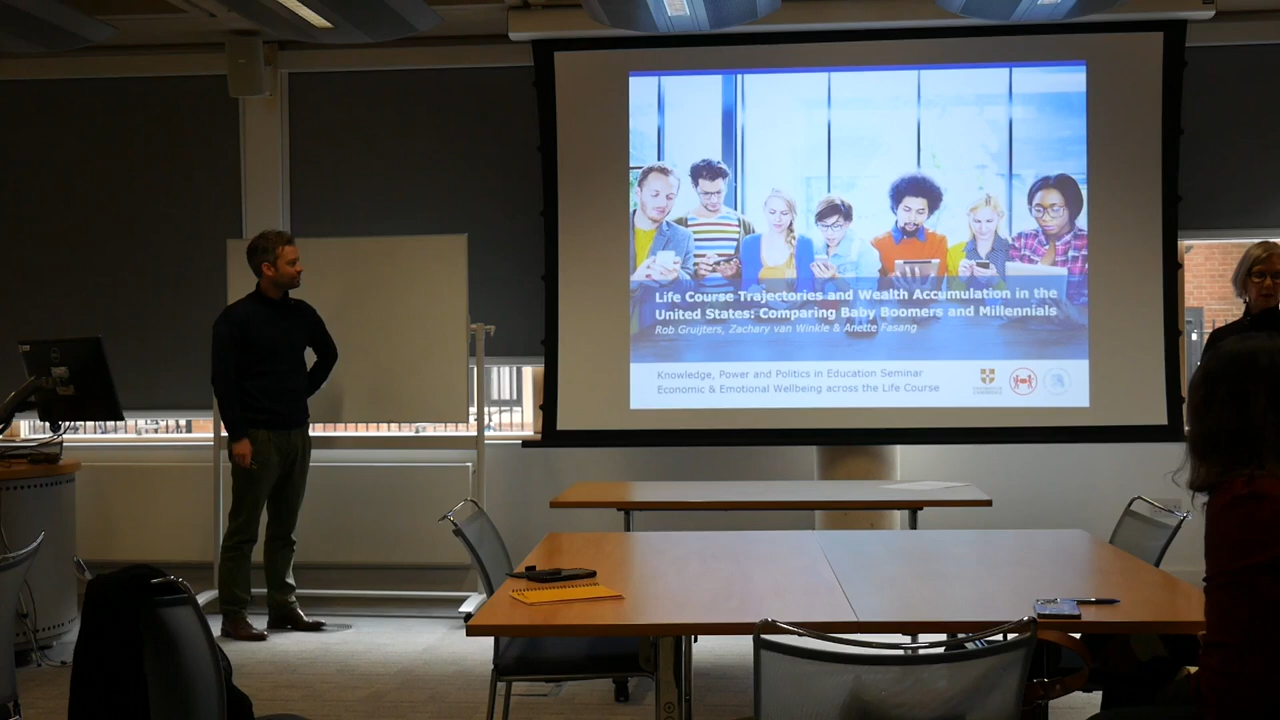 Life Course Trajectories and Wealth Accumulation in the
United States: Comparing Baby Boomers and Millennials
Rob Gruijters, Zachary van Winkle & Anette Fasang
Knowledge, Power and Politics in Education Seminar
Economic & Emotional Wellbeing across the Life Course